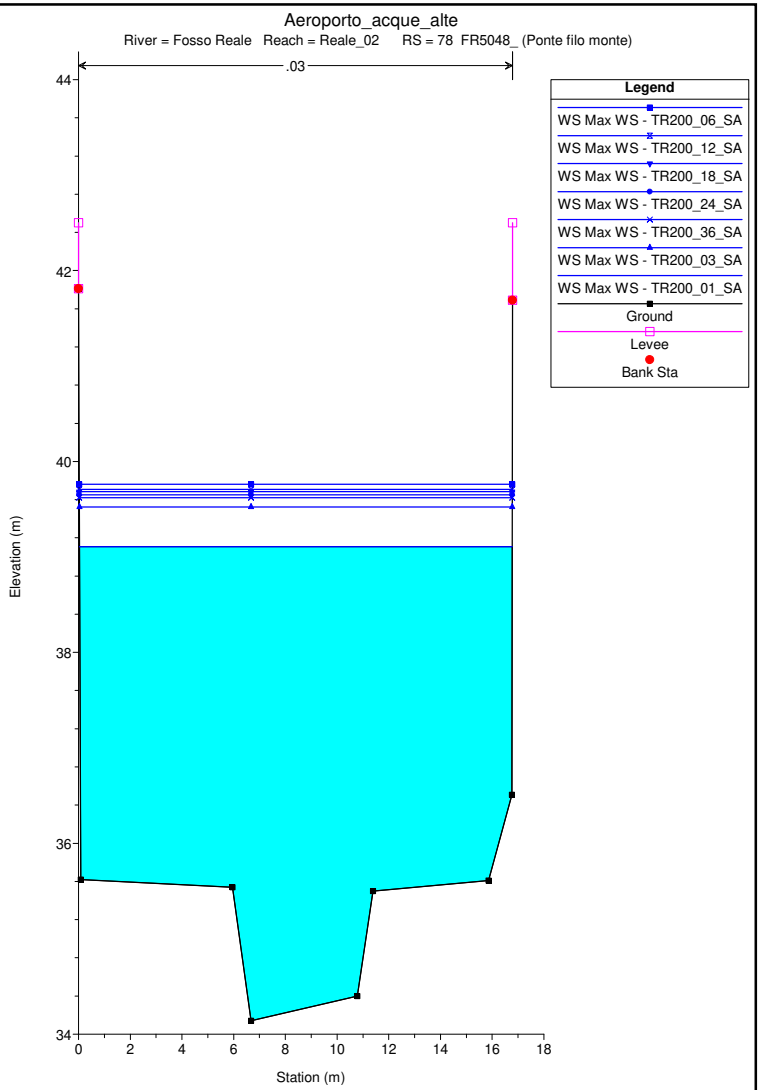 Aeroporto_acque_alte
River = Fosso Reale Reach = Reale_02 RS = 78 FR5048_ (Ponte filo monte)
.03
44
42
40
38
36
34
Elevation (m)
0 2 4 6 8 10 12 14 16 18
Station (m)
Legend
WS Max WS - TR200_06_SA
WS Max WS - TR200_12_SA
WS Max WS - TR200_18_SA
WS Max WS - TR200_24_SA
WS Max WS - TR200_36_SA
WS Max WS - TR200_03_SA
WS Max WS - TR200_01_SA
Ground
Levee
Bank Sta